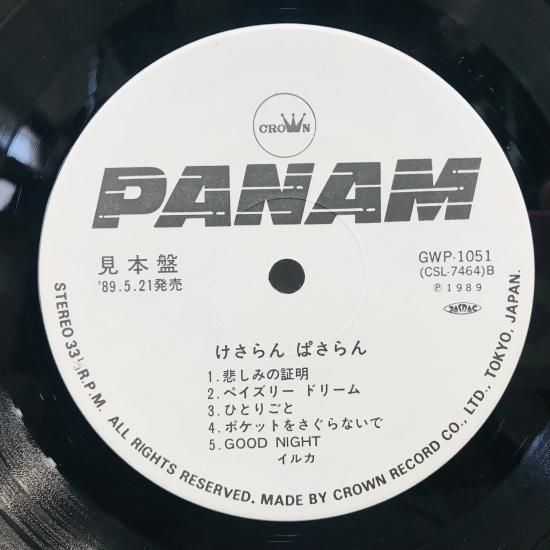 CROWN
PANAM
見本盤
'89.5.21発売
GWP-1051
(CSL-7464)B
Ⓟ1989
JASRAC
けさらん ぱさらん
1.悲しみの証明
2.ペイズリー ドリーム
3.ひとりごと
4.ポケットをさぐらないで
5.GOOD NIGHT
イルカ
STEREO 33 1/3 R.P.M. ALL RIGHTS RESERVED. MADE BY CROWN RECORD CO., LTD., TOKYO, JAPAN.